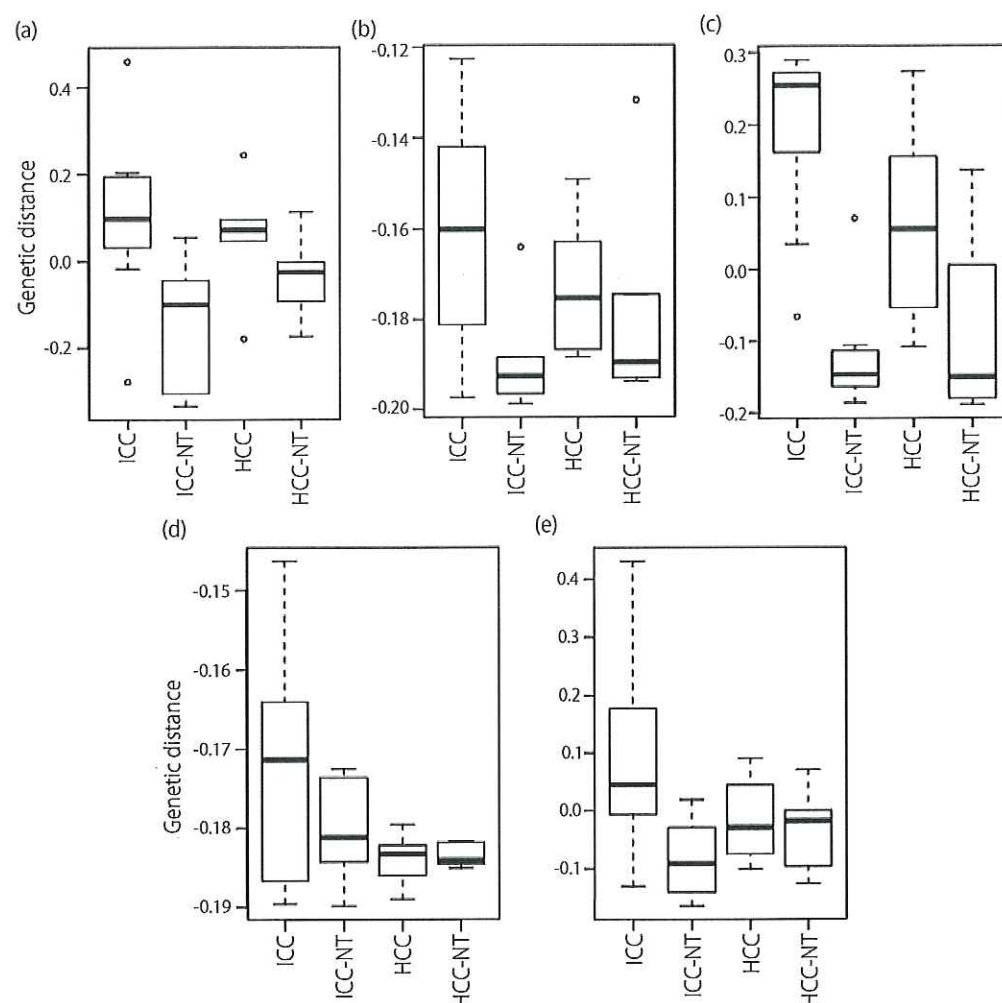 (a)
Genetic distance
0.4
0.2
0.0
-0.2
ICC
ICC-NT
HCC
HCC-NT
(b)
-0.12
-0.14
-0.16
-0.18
-0.20
ICC
ICC-NT
HCC
HCC-NT
(c)
0.3
0.2
0.1
0.0
-0.1
-0.2
ICC
ICC-NT
HCC
HCC-NT
(d)
Genetic distance
-0.15
-0.16
-0.17
-0.18
-0.19
ICC
ICC-NT
HCC
HCC-NT
(e)
0.4
0.3
0.2
0.1
0.0
-0.1
ICC
ICC-NT
HCC
HCC-NT